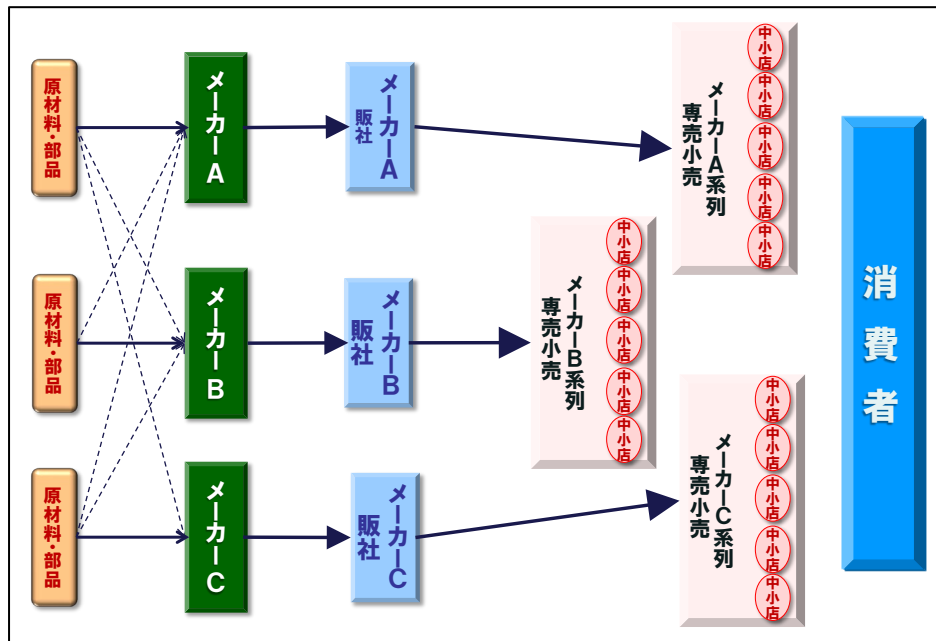 原材料・部品
メーカーA
メーカーA
販社
メーカーA系列
専売小売
中小店
中小店
中小店
中小店
中小店
原材料・部品
メーカーB
メーカーB
販社
メーカーB系列
専売小売
中小店
中小店
中小店
中小店
中小店
原材料・部品
メーカーC
メーカーC
販社
メーカーC系列
専売小売
中小店
中小店
中小店
中小店
中小店
消費者